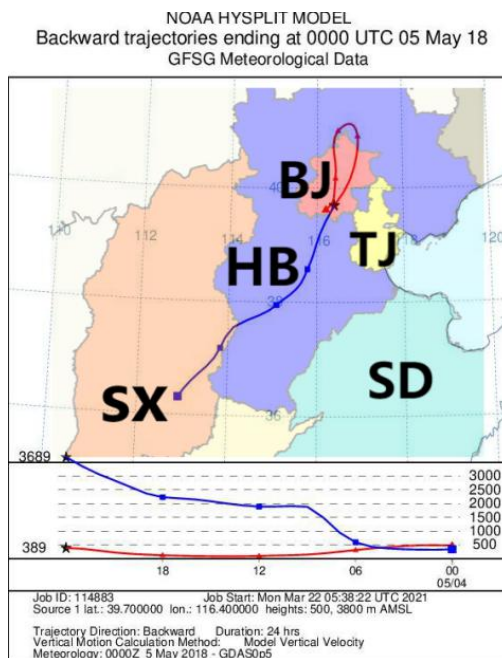 NOAA HYSPLIT MODEL
Backward trajectories ending at 0000 UTC 05 May 18
GFSG Meteorological Data
BJ
40
110
112
114
116
118
120
TJ
HB
38
SX
SD
36
3689
389
3000
2500
2000
1500
1000
500
18
12
06
00
05/04
Job ID: 114883 Job Start: Mon Mar 22 05:38:22 UTC 2021
Source 1 lat.: 39.700000 lon.: 116.400000 heights: 500, 3800 m AMSL
Trajectory Direction: Backward Duration: 24 hrs
Vertical Motion Calculation Method: Model Vertical Velocity
Meteorology: 0000Z 5 May 2018 - GDAS0p5